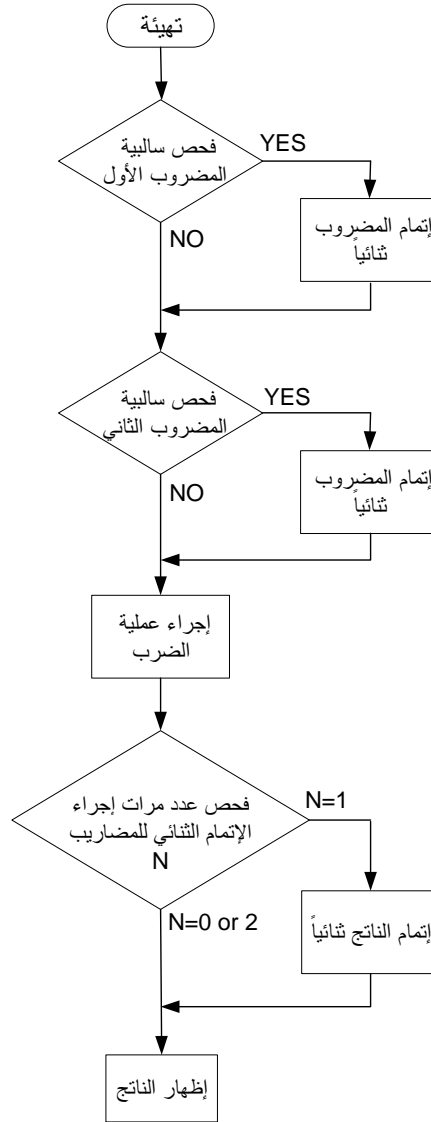 تهيئة
فحص سالبية
المضروب الأول
YES
إتمام المضروب
ثنائياً
NO
فحص سالبية
المضروب الثاني
YES
إتمام المضروب
ثنائياً
NO
إجراء عملية
الضرب
فحص عدد مرات إجراء
الإتمام الثنائي للمضاريب
N
N=1
إتمام الناتج ثنائياً
N=0 or 2
إظهار الناتج